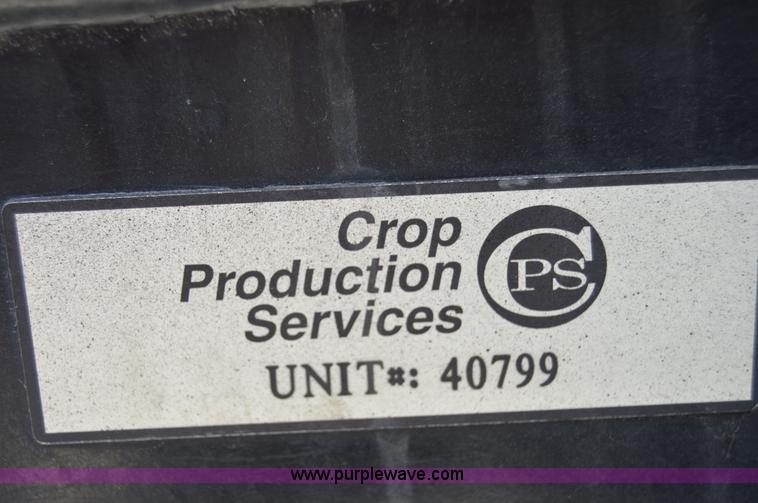 Crop
Production
Services
CPS
UNIT#: 40799
www.purplewave.com